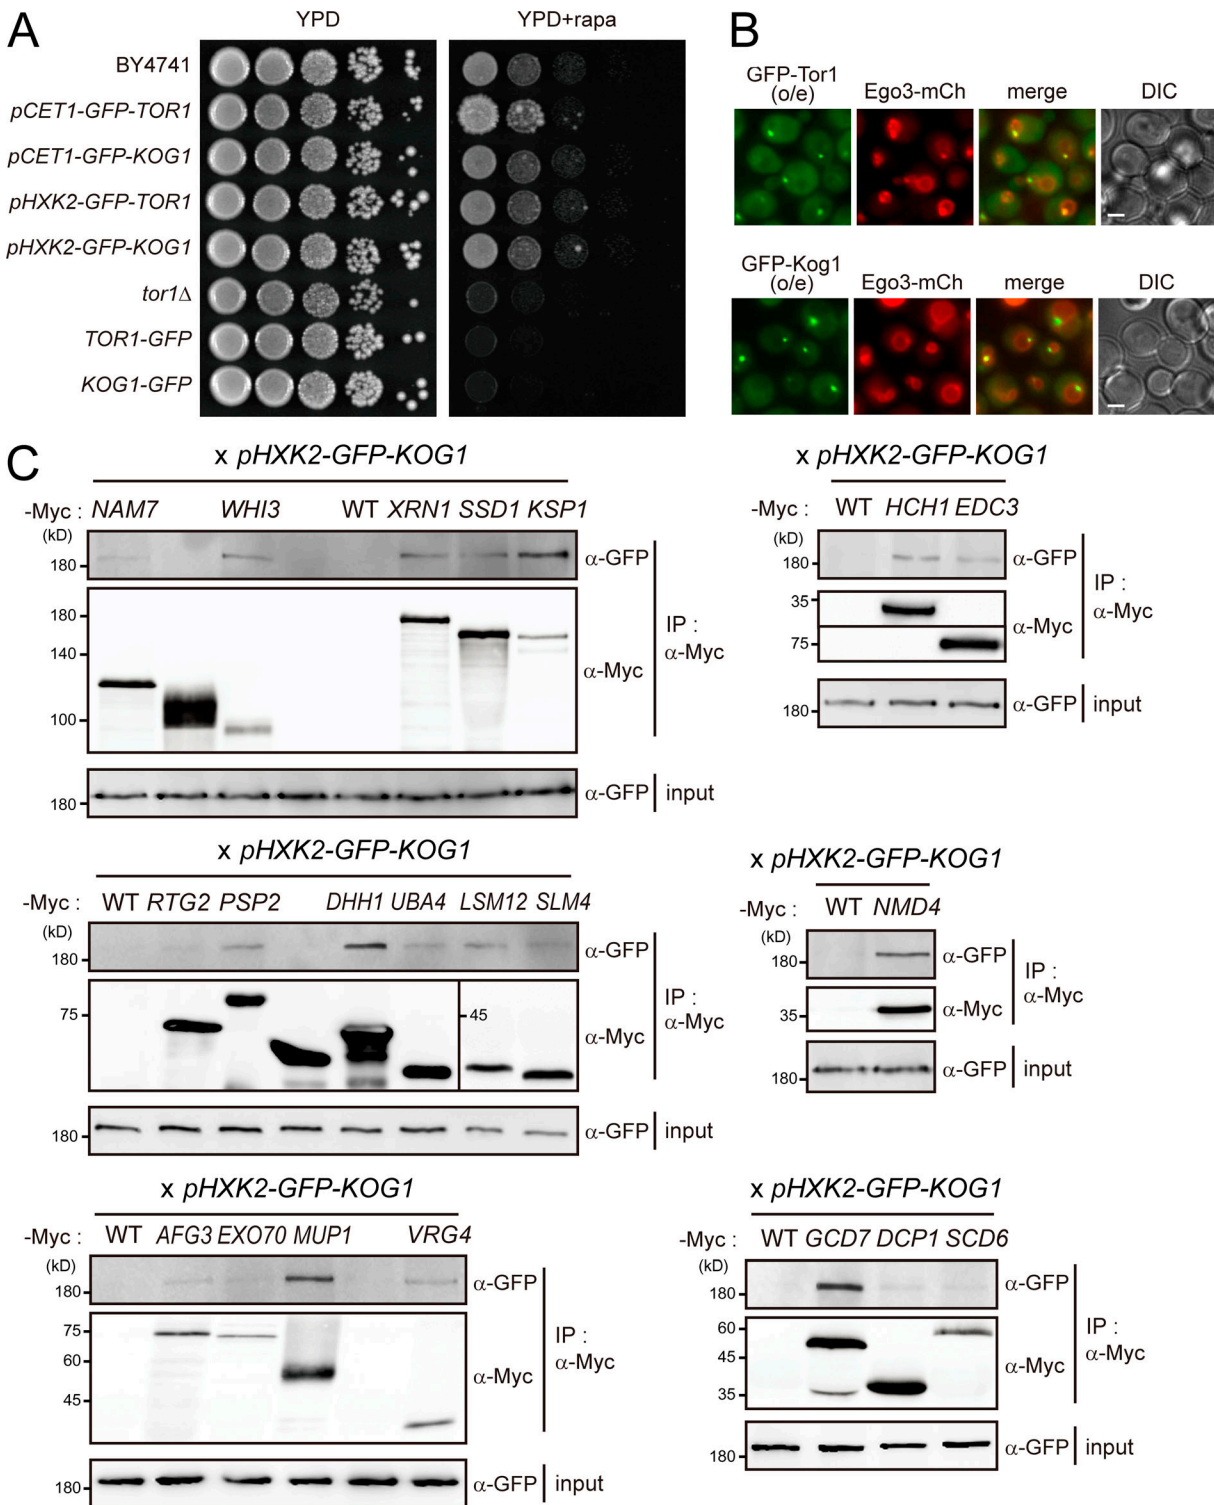 A
YPD
YPD+rapa
BY4741
pCET1-GFP-TOR1
pCET1-GFP-KOG1
pHXK2-GFP-TOR1
pHXK2-GFP-KOG1
tor1Δ
TOR1-GFP
KOG1-GFP
B
GFP-Tor1
(o/e)
Ego3-mCh
merge
DIC
GFP-Kog1
(o/e)
Ego3-mCh
merge
DIC
C
x pHXK2-GFP-KOG1
-Myc : NAM7 WHI3 WT XRN1 SSD1 KSP1
(kD)
180
α-GFP
180
140
100
α-Myc
IP :
α-Myc
180
α-GFP input
x pHXK2-GFP-KOG1
-Myc : WT HCH1 EDC3
(kD)
180
α-GFP
35
75
α-Myc
IP :
α-Myc
180
α-GFP input
x pHXK2-GFP-KOG1
-Myc : WT RTG2 PSP2 DHH1 UBA4 LSM12 SLM4
(kD)
180
α-GFP
75
45
α-Myc
IP :
α-Myc
180
α-GFP input
x pHXK2-GFP-KOG1
-Myc : WT NMD4
(kD)
180
α-GFP
35
α-Myc
IP :
α-Myc
180
α-GFP input
x pHXK2-GFP-KOG1
-Myc : WT AFG3 EXO70 MUP1 VRG4
(kD)
180
α-GFP
75
60
45
α-Myc
IP :
α-Myc
180
α-GFP input
x pHXK2-GFP-KOG1
-Myc : WT GCD7 DCP1 SCD6
(kD)
180
α-GFP
60
45
35
α-Myc
IP :
α-Myc
180
α-GFP input